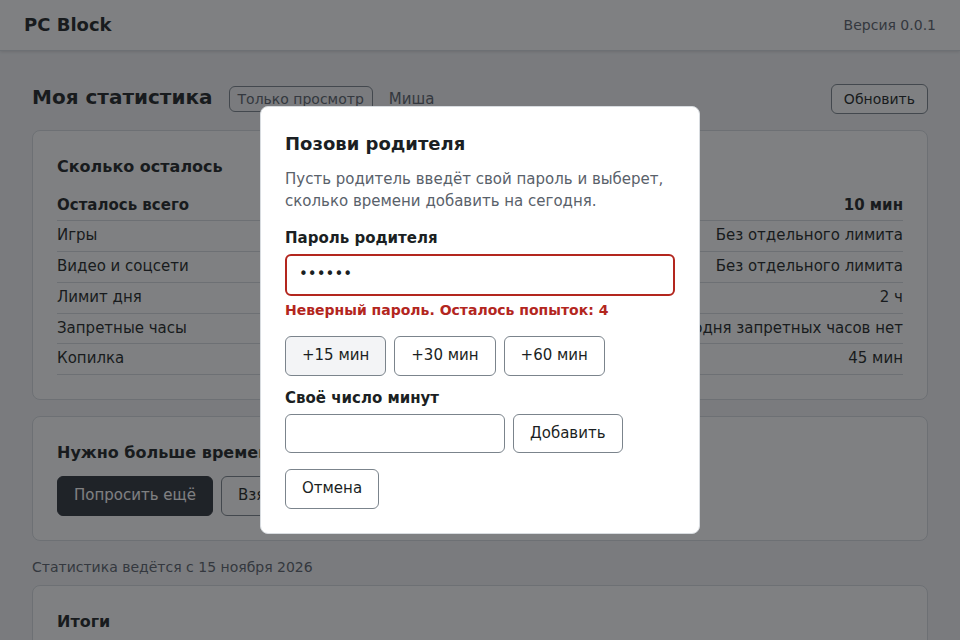 PC Block
Версия 0.0.1
Моя статистика
Только просмотр
Миша
Обновить
Сколько осталось
Осталось всего 10 мин
Игры Без отдельного лимита
Видео и соцсети Без отдельного лимита
Лимит дня 2 ч
Запретные часы запретных часов нет
Копилка 45 мин
Позови родителя
Пусть родитель введёт свой пароль и выберет,
сколько времени добавить на сегодня.
Пароль родителя
••••••
Неверный пароль. Осталось попыток: 4
+15 мин
+30 мин
+60 мин
Своё число минут
Добавить
Отмена
Нужно больше
Попросить ещё
Статистика ведётся с 15 ноября 2026
Итоги